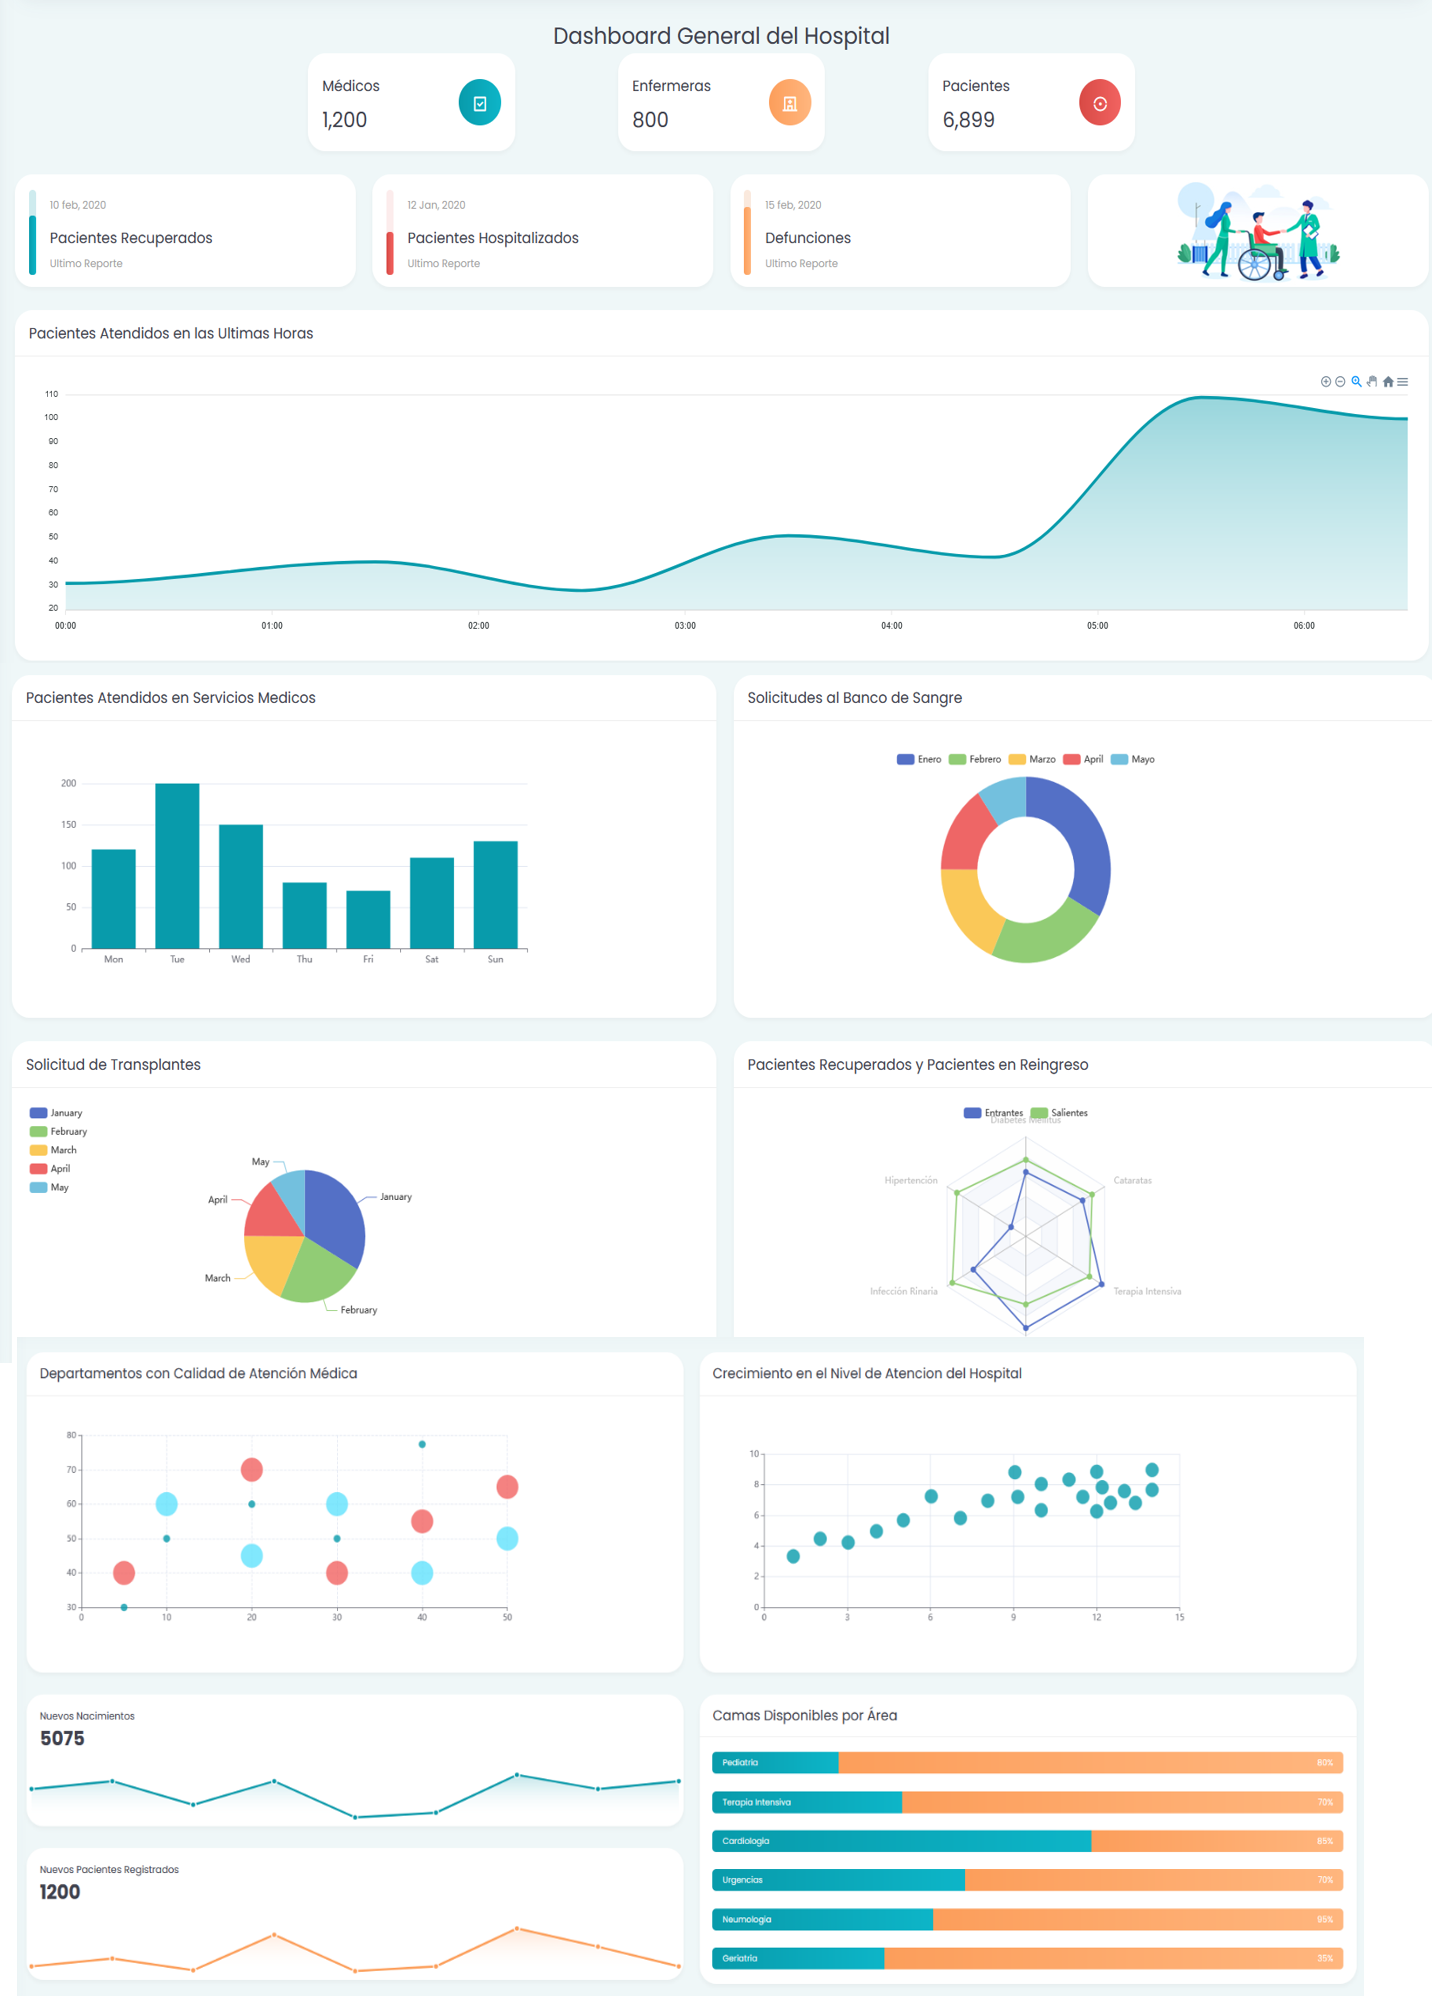 Dashboard General del Hospital
Médicos
1,200
Enfermeras
800
Pacientes
6,899
10 feb, 2020
Pacientes Recuperados
Ultimo Reporte
12 Jan, 2020
Pacientes Hospitalizados
Ultimo Reporte
15 feb, 2020
Defunciones
Ultimo Reporte
Pacientes Atendidos en las Ultimas Horas
110
100
90
80
70
60
50
40
30
20
00:00 01:00 02:00 03:00 04:00 05:00 06:00
Pacientes Atendidos en Servicios Medicos
200
150
100
50
0
Mon Tue Wed Thu Fri Sat Sun
Solicitudes al Banco de Sangre
Enero Febrero Marzo April Mayo
Solicitud de Transplantes
January
February
March
April
May
May
January
April
March
February
Pacientes Recuperados y Pacientes en Reingreso
Entrantes Salientes
Diabetes Mellitus
Hipertención
Cataratas
Infección Rinaria
Terapia Intensiva
Departamentos con Calidad de Atención Médica
80
70
60
50
40
30
0 10 20 30 40 50
Crecimiento en el Nivel de Atencion del Hospital
10
8
6
4
2
0
0 3 6 9 12 15
Nuevos Nacimientos
5075
Nuevos Pacientes Registrados
1200
Camas Disponibles por Área
Pediatria 80%
Terapia Intensiva 70%
Cardiologia 85%
Urgencias 70%
Neumologia 95%
Geriatria 35%